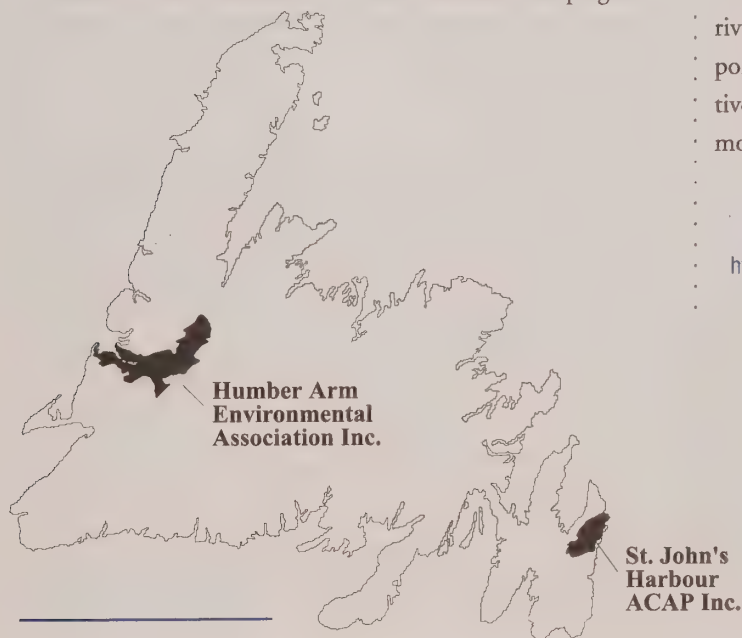 Humber Arm
Environmental
Association Inc.
St. John's
Harbour
ACAP Inc.